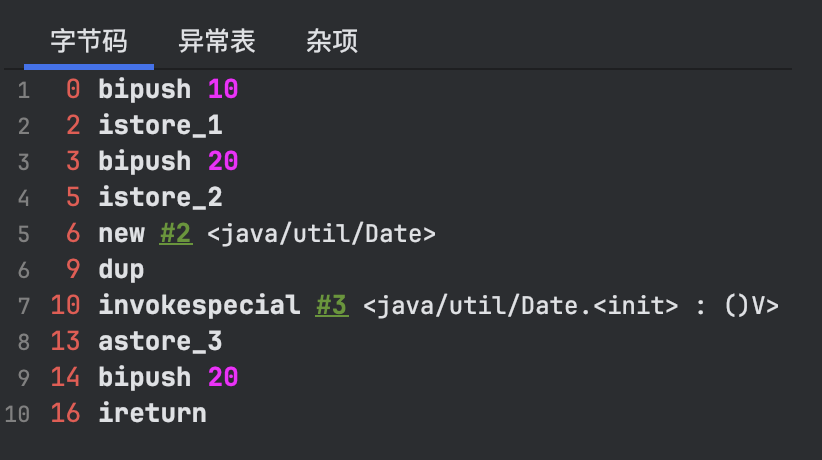 字节码 异常表 杂项
1 0 bipush 10
2 2 istore_1
3 3 bipush 20
4 5 istore_2
5 6 new #2 <java/util/Date>
6 9 dup
7 10 invokespecial #3 <java/util/Date.<init> : ()V>
8 13 astore_3
9 14 bipush 20
10 16 ireturn